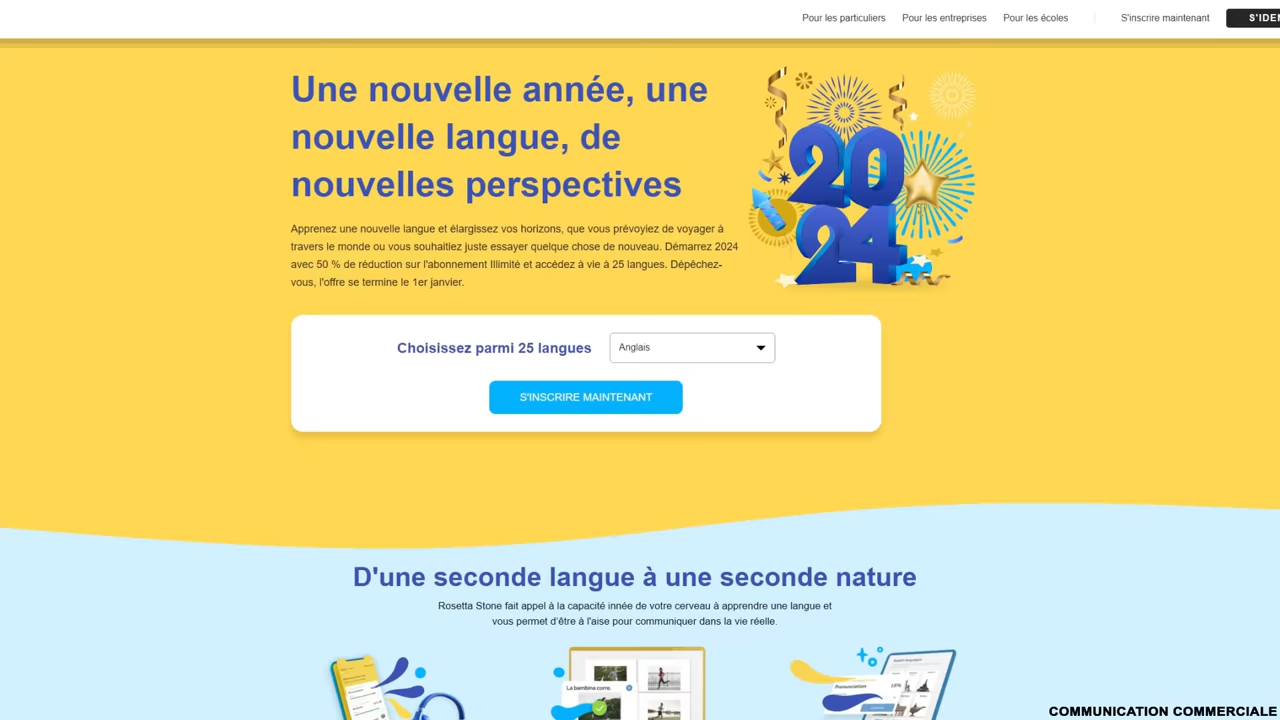 Pour les particuliers Pour les entreprises Pour les écoles S'inscrire maintenant S'IDEN
Une nouvelle année, une
nouvelle langue, de
nouvelles perspectives
Apprenez une nouvelle langue et élargissez vos horizons, que vous prévoyiez de voyager à
travers le monde ou vous souhaitiez juste essayer quelque chose de nouveau. Démarrez 2024
avec 50 % de réduction sur l'abonnement Illimité et accédez à vie à 25 langues. Dépêchez-
vous, l'offre se termine le 1er janvier.
20
24
Choisissez parmi 25 langues Anglais
S'INSCRIRE MAINTENANT
D'une seconde langue à une seconde nature
Rosetta Stone fait appel à la capacité innée de votre cerveau à apprendre une langue et
vous permet d'être à l'aise pour communiquer dans la vie réelle.
La bambina corre.
Pronunciation
COMMUNICATION COMMERCIALE